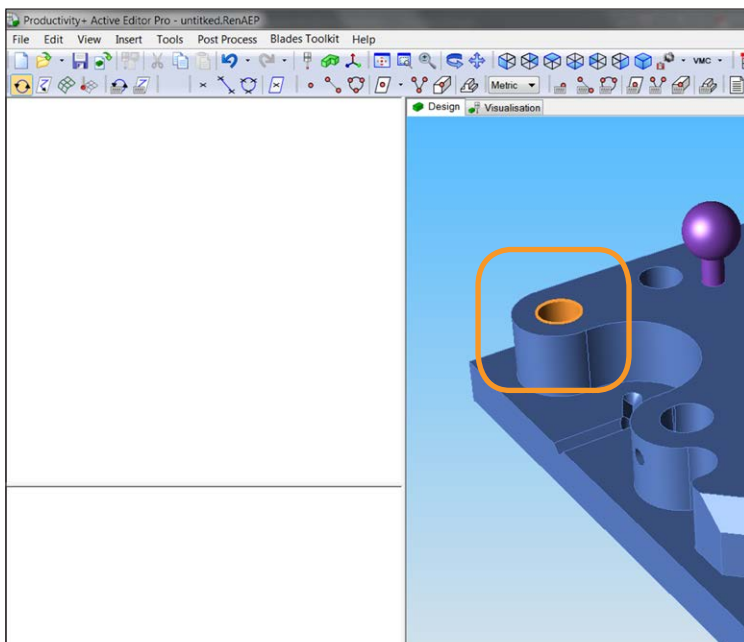 Productivity+ Active Editor Pro - untitked.RenAEP
File Edit View Insert Tools Post Process Blades Toolkit Help
VMC
Metric
Design Visualisation